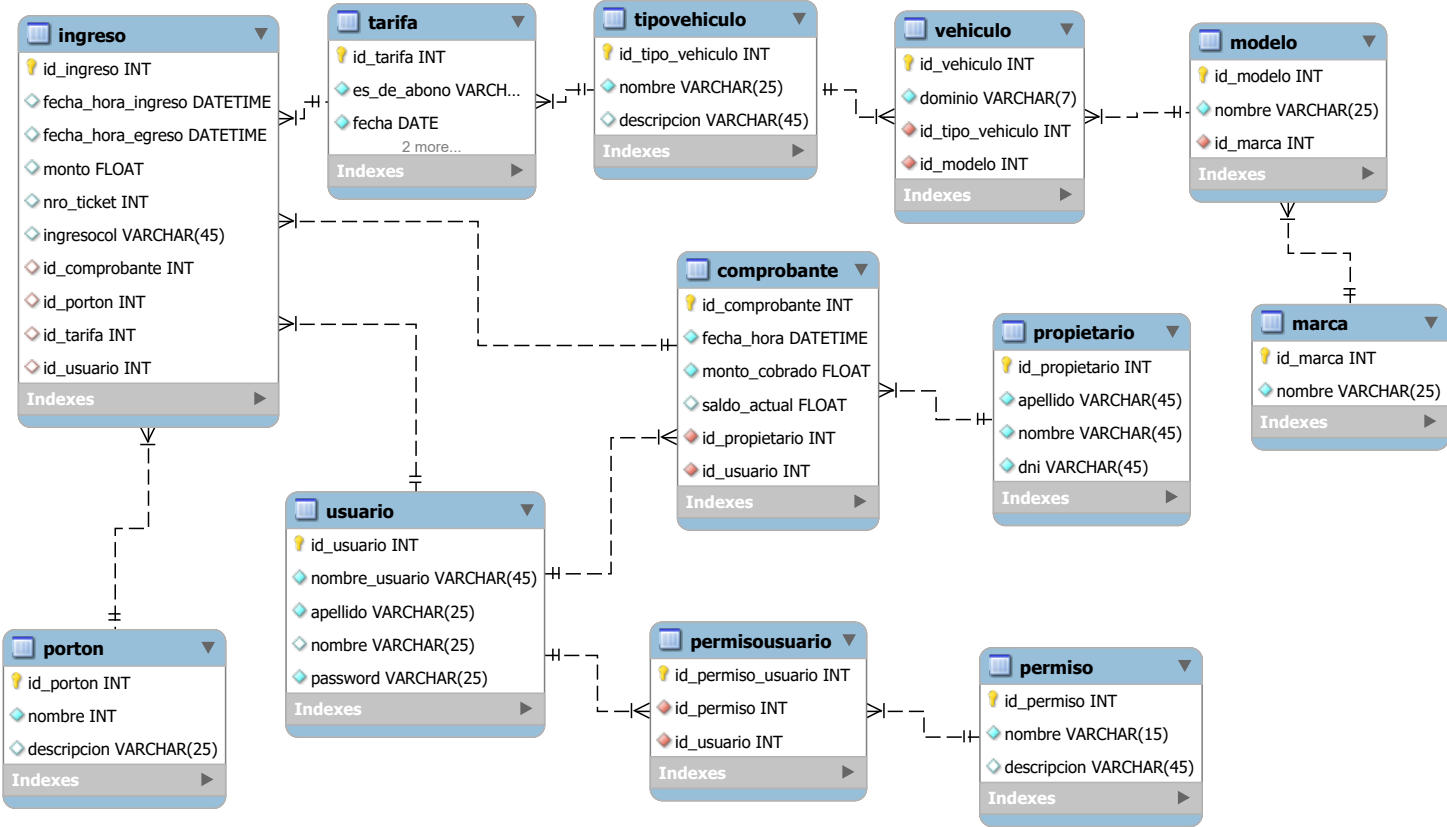 ingreso
id_ingreso INT
fecha_hora_ingreso DATETIME
fecha_hora_egreso DATETIME
monto FLOAT
nro_ticket INT
ingresocol VARCHAR(45)
id_comprobante INT
id_porton INT
id_tarifa INT
id_usuario INT
Indexes
tarifa
id_tarifa INT
es_de_abono VARCH...
fecha DATE
2 more...
Indexes
tipovehiculo
id_tipo_vehiculo INT
nombre VARCHAR(25)
descripcion VARCHAR(45)
Indexes
vehiculo
id_vehiculo INT
dominio VARCHAR(7)
id_tipo_vehiculo INT
id_modelo INT
Indexes
modelo
id_modelo INT
nombre VARCHAR(25)
id_marca INT
Indexes
comprobante
id_comprobante INT
fecha_hora DATETIME
monto_cobrado FLOAT
saldo_actual FLOAT
id_propietario INT
id_usuario INT
Indexes
propietario
id_propietario INT
apellido VARCHAR(45)
nombre VARCHAR(45)
dni VARCHAR(45)
Indexes
marca
id_marca INT
nombre VARCHAR(25)
Indexes
usuario
id_usuario INT
nombre_usuario VARCHAR(45)
apellido VARCHAR(25)
nombre VARCHAR(25)
password VARCHAR(25)
Indexes
porton
id_porton INT
nombre INT
descripcion VARCHAR(25)
Indexes
permisousuario
id_permiso_usuario INT
id_permiso INT
id_usuario INT
Indexes
permiso
id_permiso INT
nombre VARCHAR(15)
descripcion VARCHAR(45)
Indexes